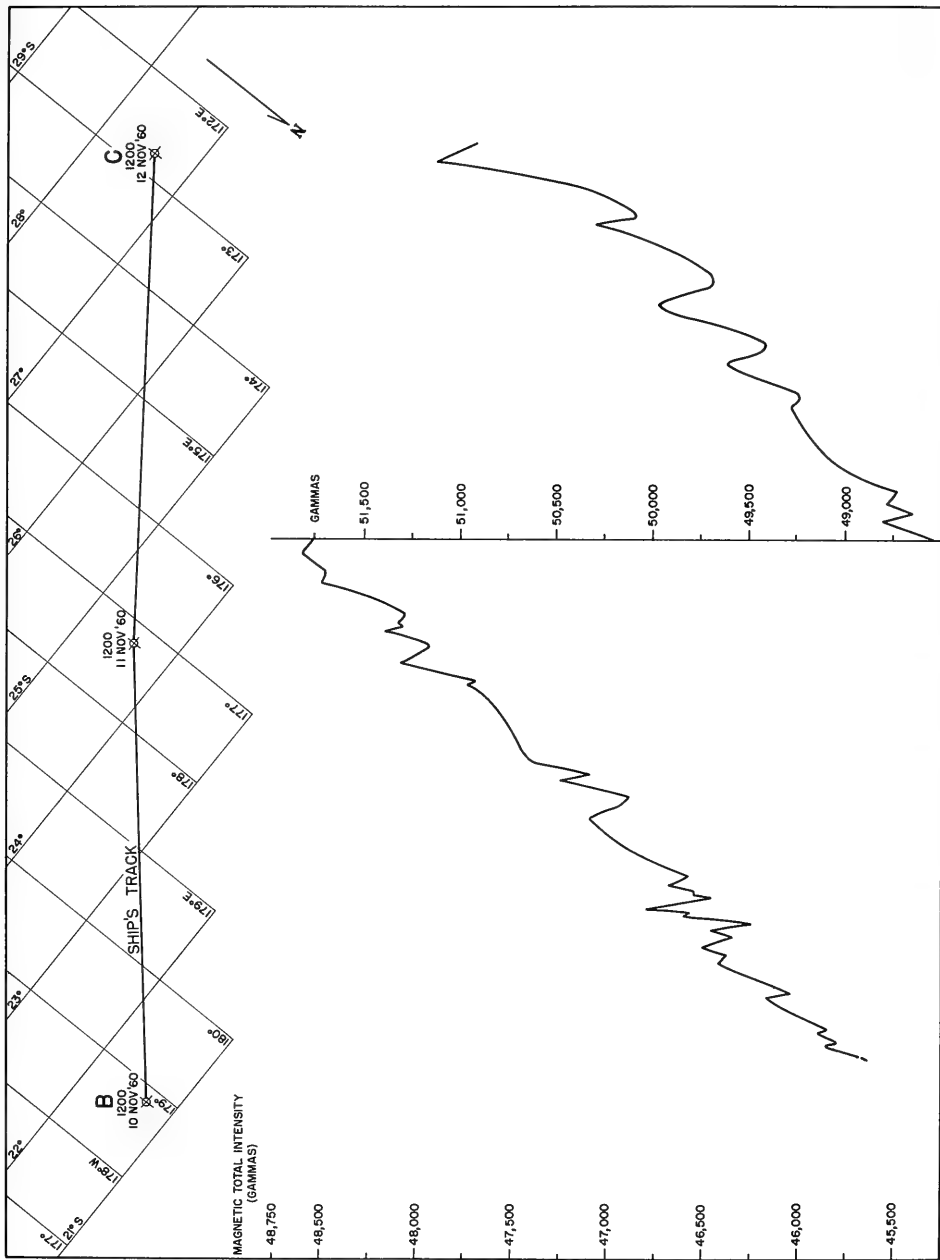 21°S
22°
23°
24°
25°S
26°
27°
28°
29°S
177°
178°W
179°
180°
179°E
178°
177°
176°
175°E
174°
173°
172°E
B
1200
10 NOV '60
SHIP'S TRACK
1200
11 NOV '60
C
1200
12 NOV '60
N
MAGNETIC TOTAL INTENSITY
(GAMMAS)
48,750
48,500
47,500
47,000
46,500
46,000
45,500
GAMMAS
51,500
51,000
50,500
50,000
49,500
49,000